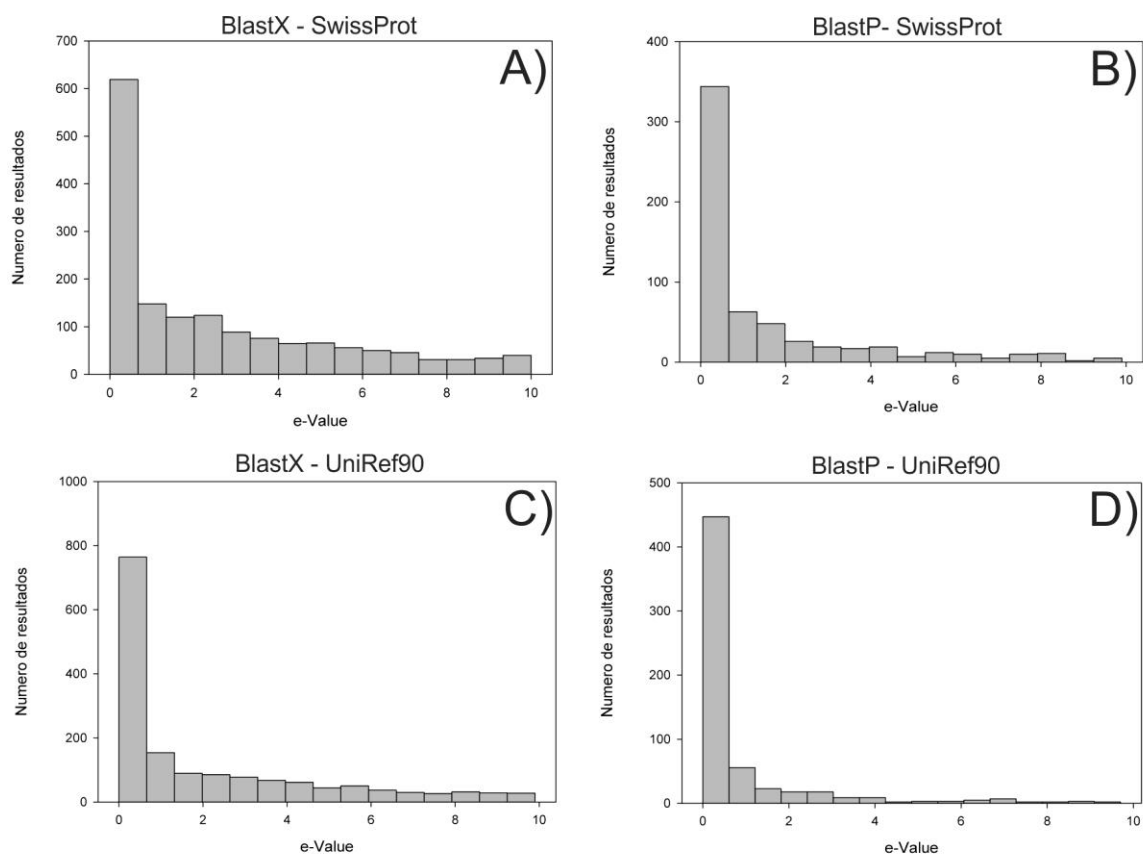 BlastX - SwissProt
A)
Numero de resultados
700
600
500
400
300
200
100
0
0 2 4 6 8 10
e-Value
BlastP- SwissProt
B)
Numero de resultados
400
300
200
100
0
0 2 4 6 8 10
e-Value
BlastX - UniRef90
C)
Numero de resultados
1000
800
600
400
200
0
0 2 4 6 8 10
e-Value
BlastP - UniRef90
D)
Numero de resultados
500
400
300
200
100
0
0 2 4 6 8 10
e-Value